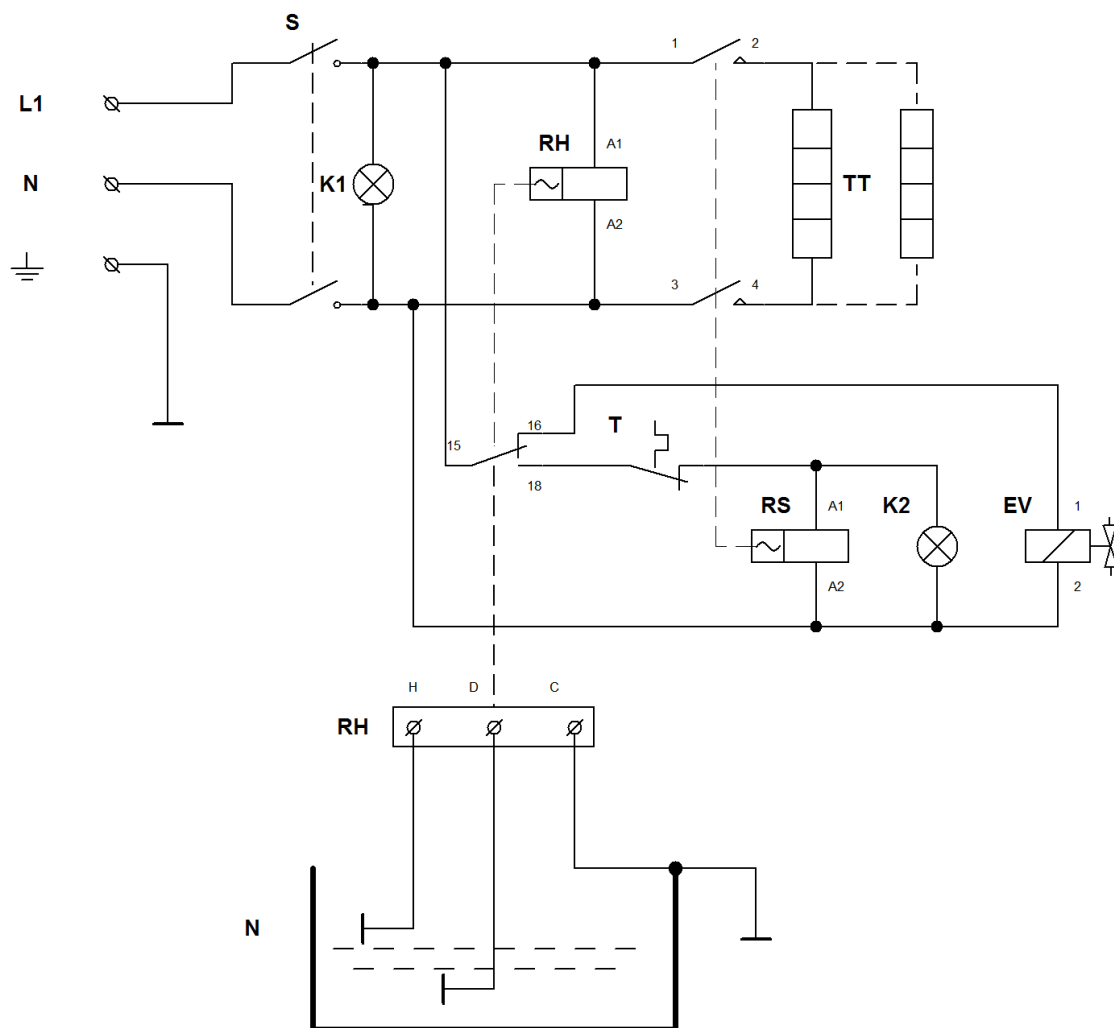 S
1 2
L1
RH A1
N K1 TT
A2
3 4
16 T
15
18
RS A1 K2 EV 1
A2 2
H D C
RH
N